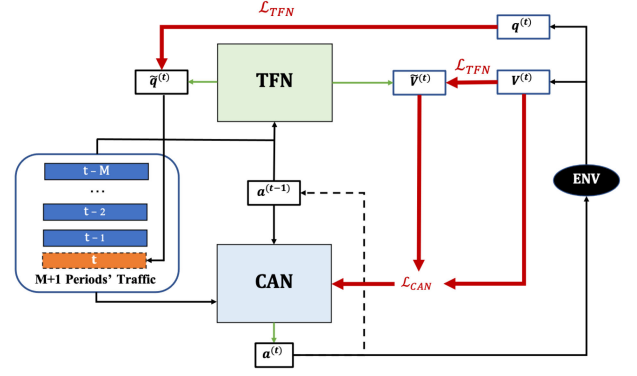 ℒ_TFN
q^(t)
q̃^(t)
TFN
Ṽ^(t)
ℒ_TFN
V^(t)
t – M
...
t – 2
t – 1
t
M+1 Periods' Traffic
a^(t−1)
ENV
CAN
ℒ_CAN
a^(t)